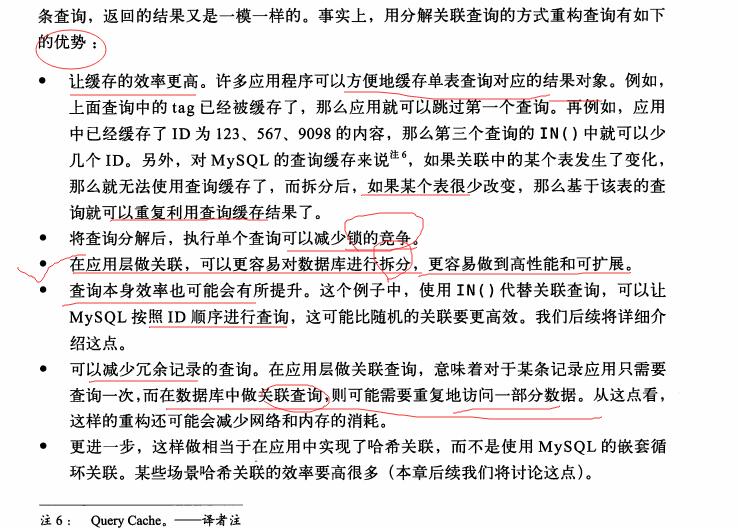 条查询，返回的结果又是一模一样的。事实上，用分解关联查询的方式重构查询有如下
的优势：
● 让缓存的效率更高。许多应用程序可以方便地缓存单表查询对应的结果对象。例如，
上面查询中的 tag 已经被缓存了，那么应用就可以跳过第一个查询。再例如，应用
中已经缓存了 ID 为 123、567、9098 的内容，那么第三个查询的 IN() 中就可以少
几个 ID。另外，对 MySQL 的查询缓存来说注6，如果关联中的某个表发生了变化，
那么就无法使用查询缓存了，而拆分后，如果某个表很少改变，那么基于该表的查
询就可以重复利用查询缓存结果了。
● 将查询分解后，执行单个查询可以减少锁的竞争。
● 在应用层做关联，可以更容易对数据库进行拆分，更容易做到高性能和可扩展。
● 查询本身效率也可能会有所提升。这个例子中，使用 IN() 代替关联查询，可以让
MySQL 按照 ID 顺序进行查询，这可能比随机的关联要更高效。我们后续将详细介
绍这点。
● 可以减少冗余记录的查询。在应用层做关联查询，意味着对于某条记录应用只需要
查询一次，而在数据库中做关联查询，则可能需要重复地访问一部分数据。从这点看，
这样的重构还可能会减少网络和内存的消耗。
● 更进一步，这样做相当于在应用中实现了哈希关联，而不是使用 MySQL 的嵌套循
环关联。某些场景哈希关联的效率要高很多（本章后续我们将讨论这点）。
注 6： Query Cache。——译者注